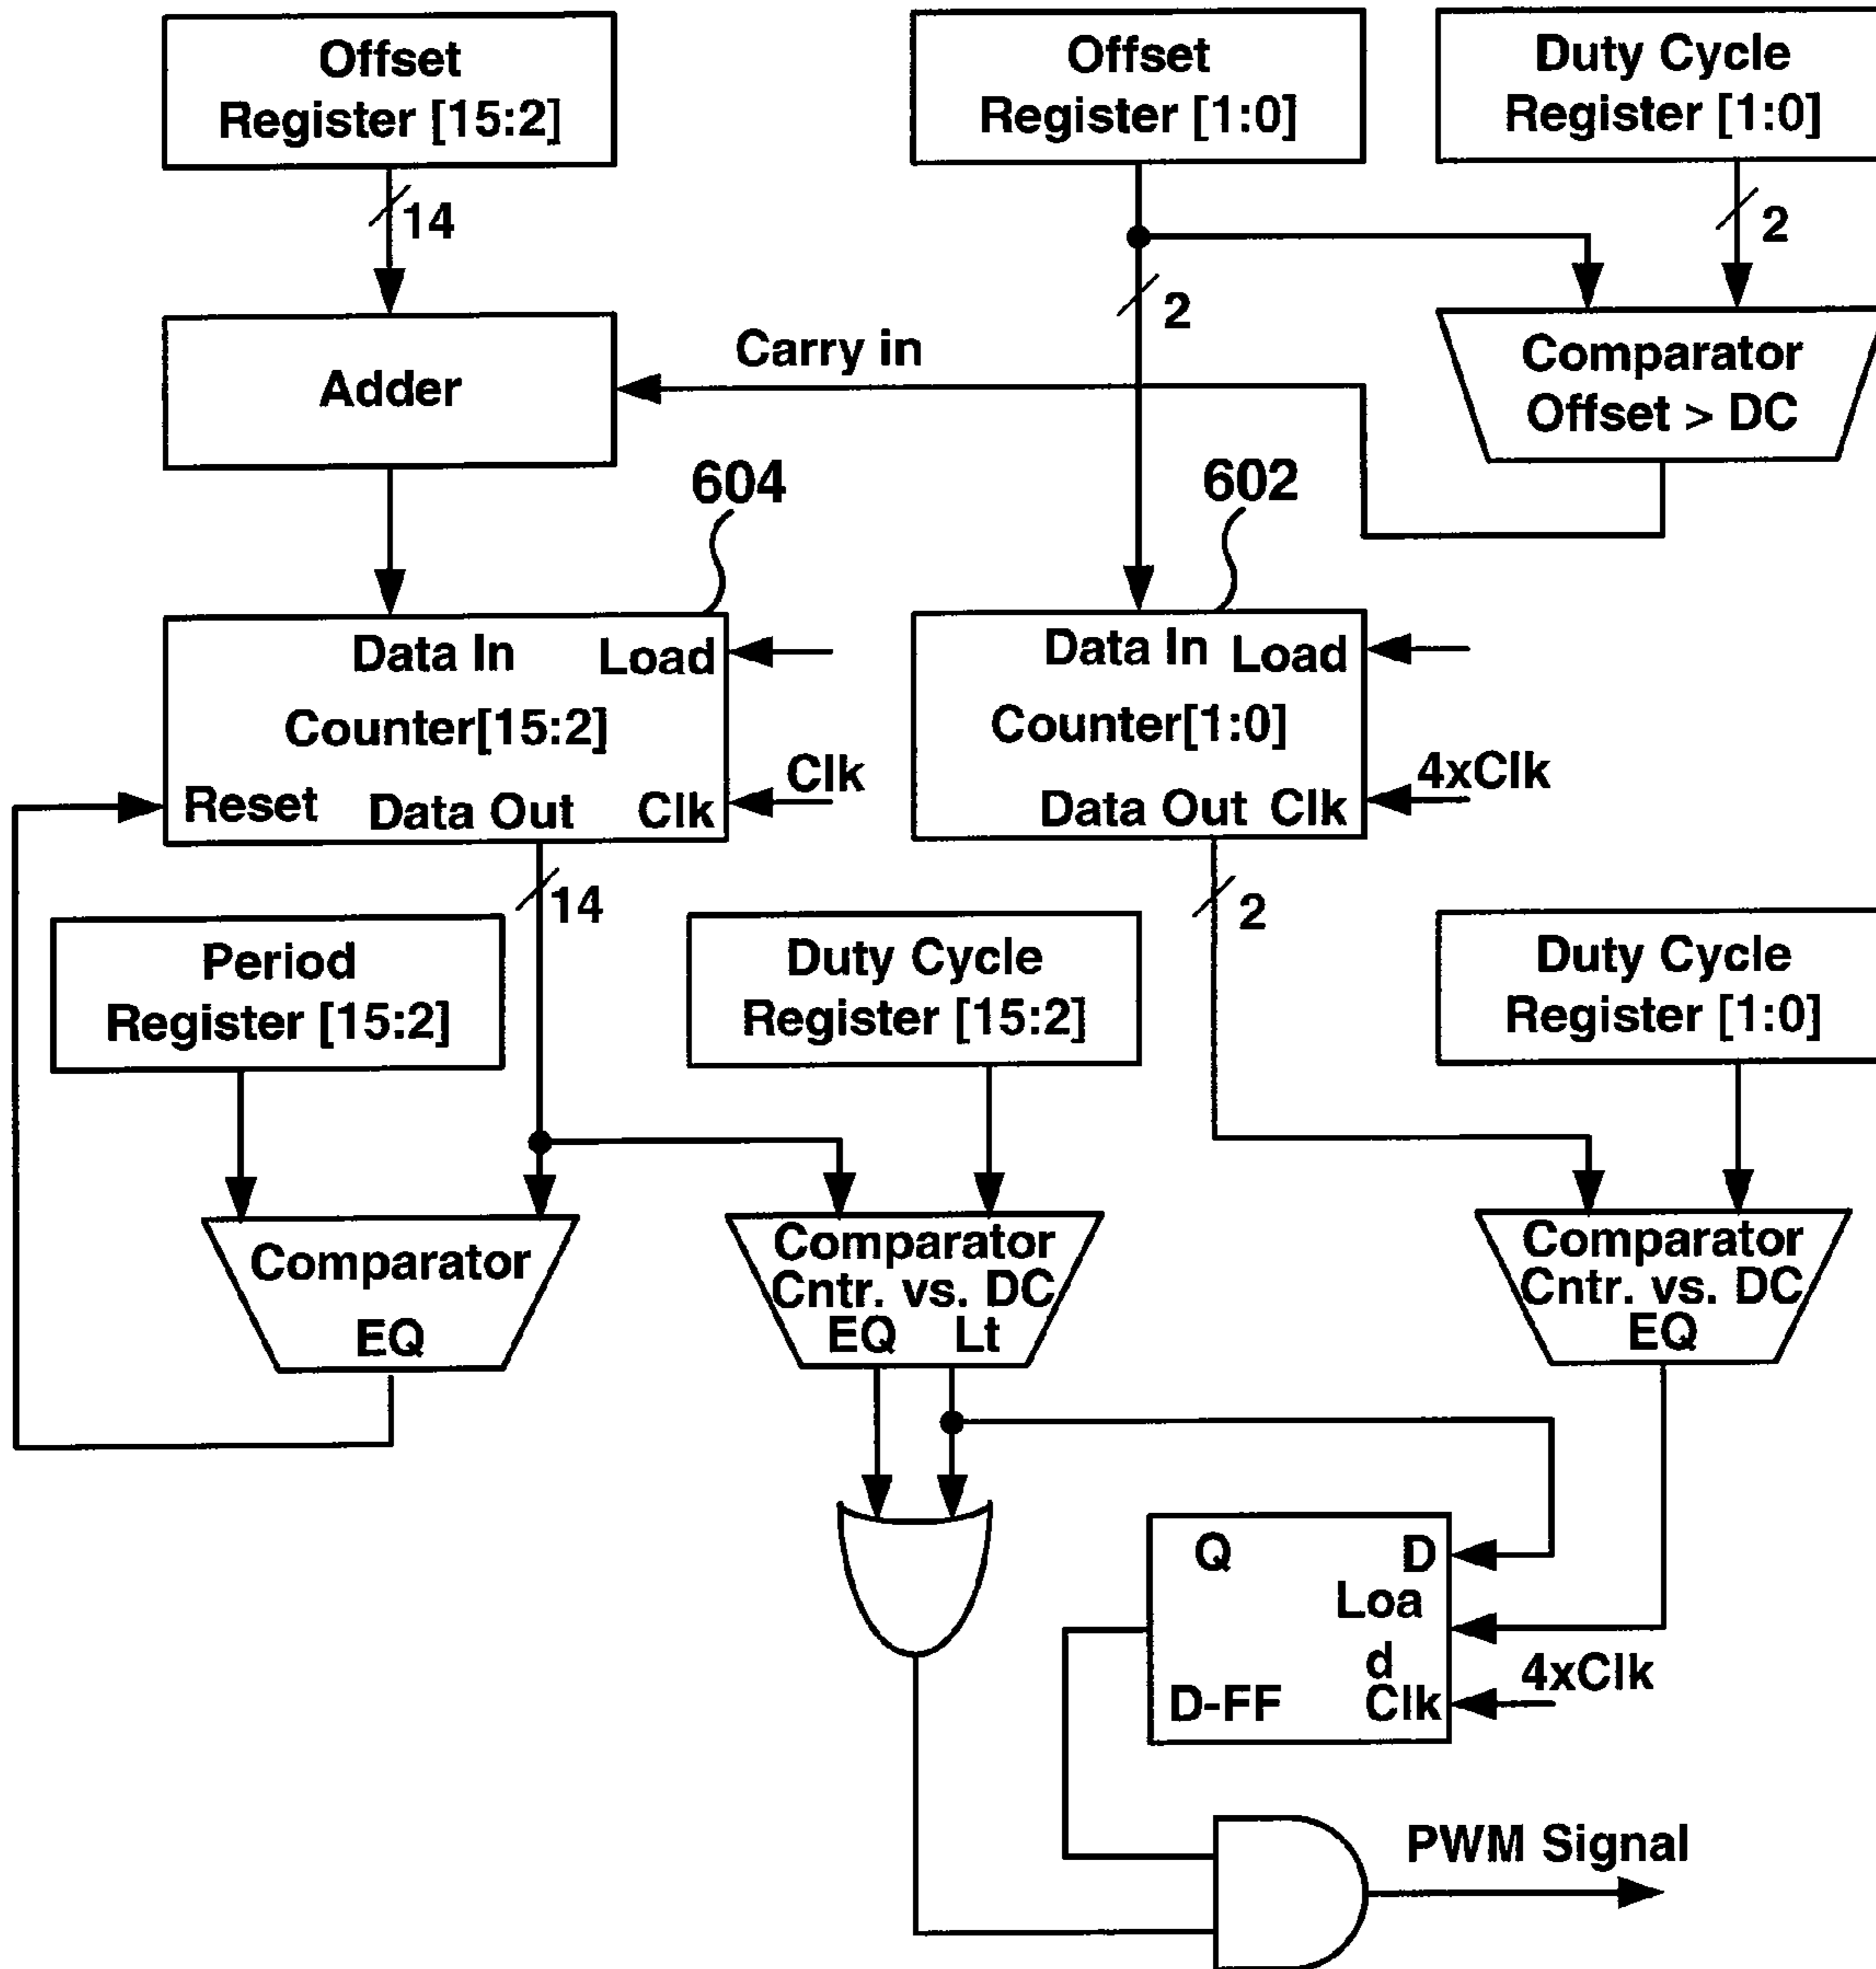 Offset
Register [15:2]
Offset
Register [1:0]
Duty Cycle
Register [1:0]
14
2
2
Adder
Carry in
Comparator
Offset > DC
604
602
Data In
Load
Counter[15:2]
Clk
Reset
Data Out
Clk
Data In
Load
Counter[1:0]
4xClk
Data Out
Clk
14
2
Period
Register [15:2]
Duty Cycle
Register [15:2]
Duty Cycle
Register [1:0]
Comparator
EQ
Comparator
Cntr. vs. DC
EQ
Lt
Comparator
Cntr. vs. DC
EQ
Q
D
Loa
d
D-FF
Clk
4xClk
PWM Signal